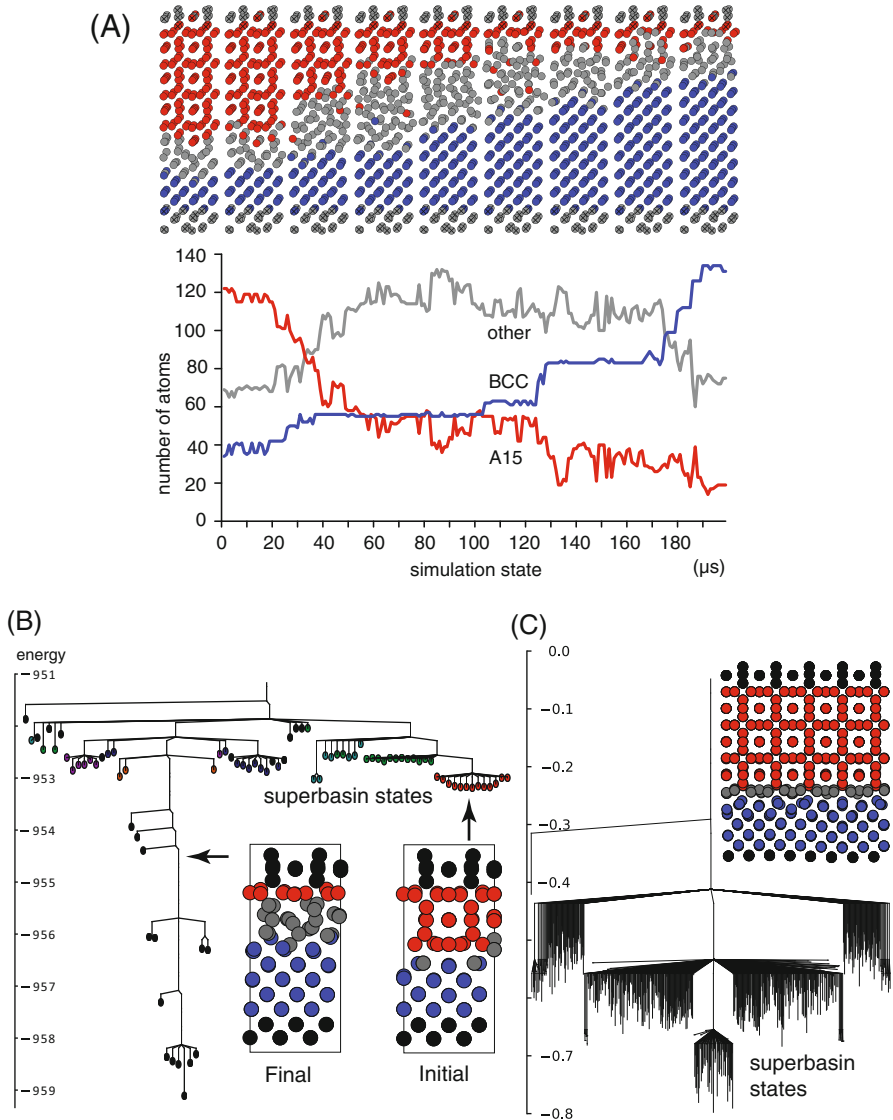 (A)
140
120
100
80
60
40
20
0
number of atoms
other
BCC
A15
0 20 40 60 80 100 120 140 160 180
(µs)
simulation state
(B)
energy
−951
−953
−954
−955
−956
−957
−958
−959
superbasin states
Final
Initial
(C)
0.0
−0.1
−0.2
−0.3
−0.4
−0.7
−0.8
superbasin
states